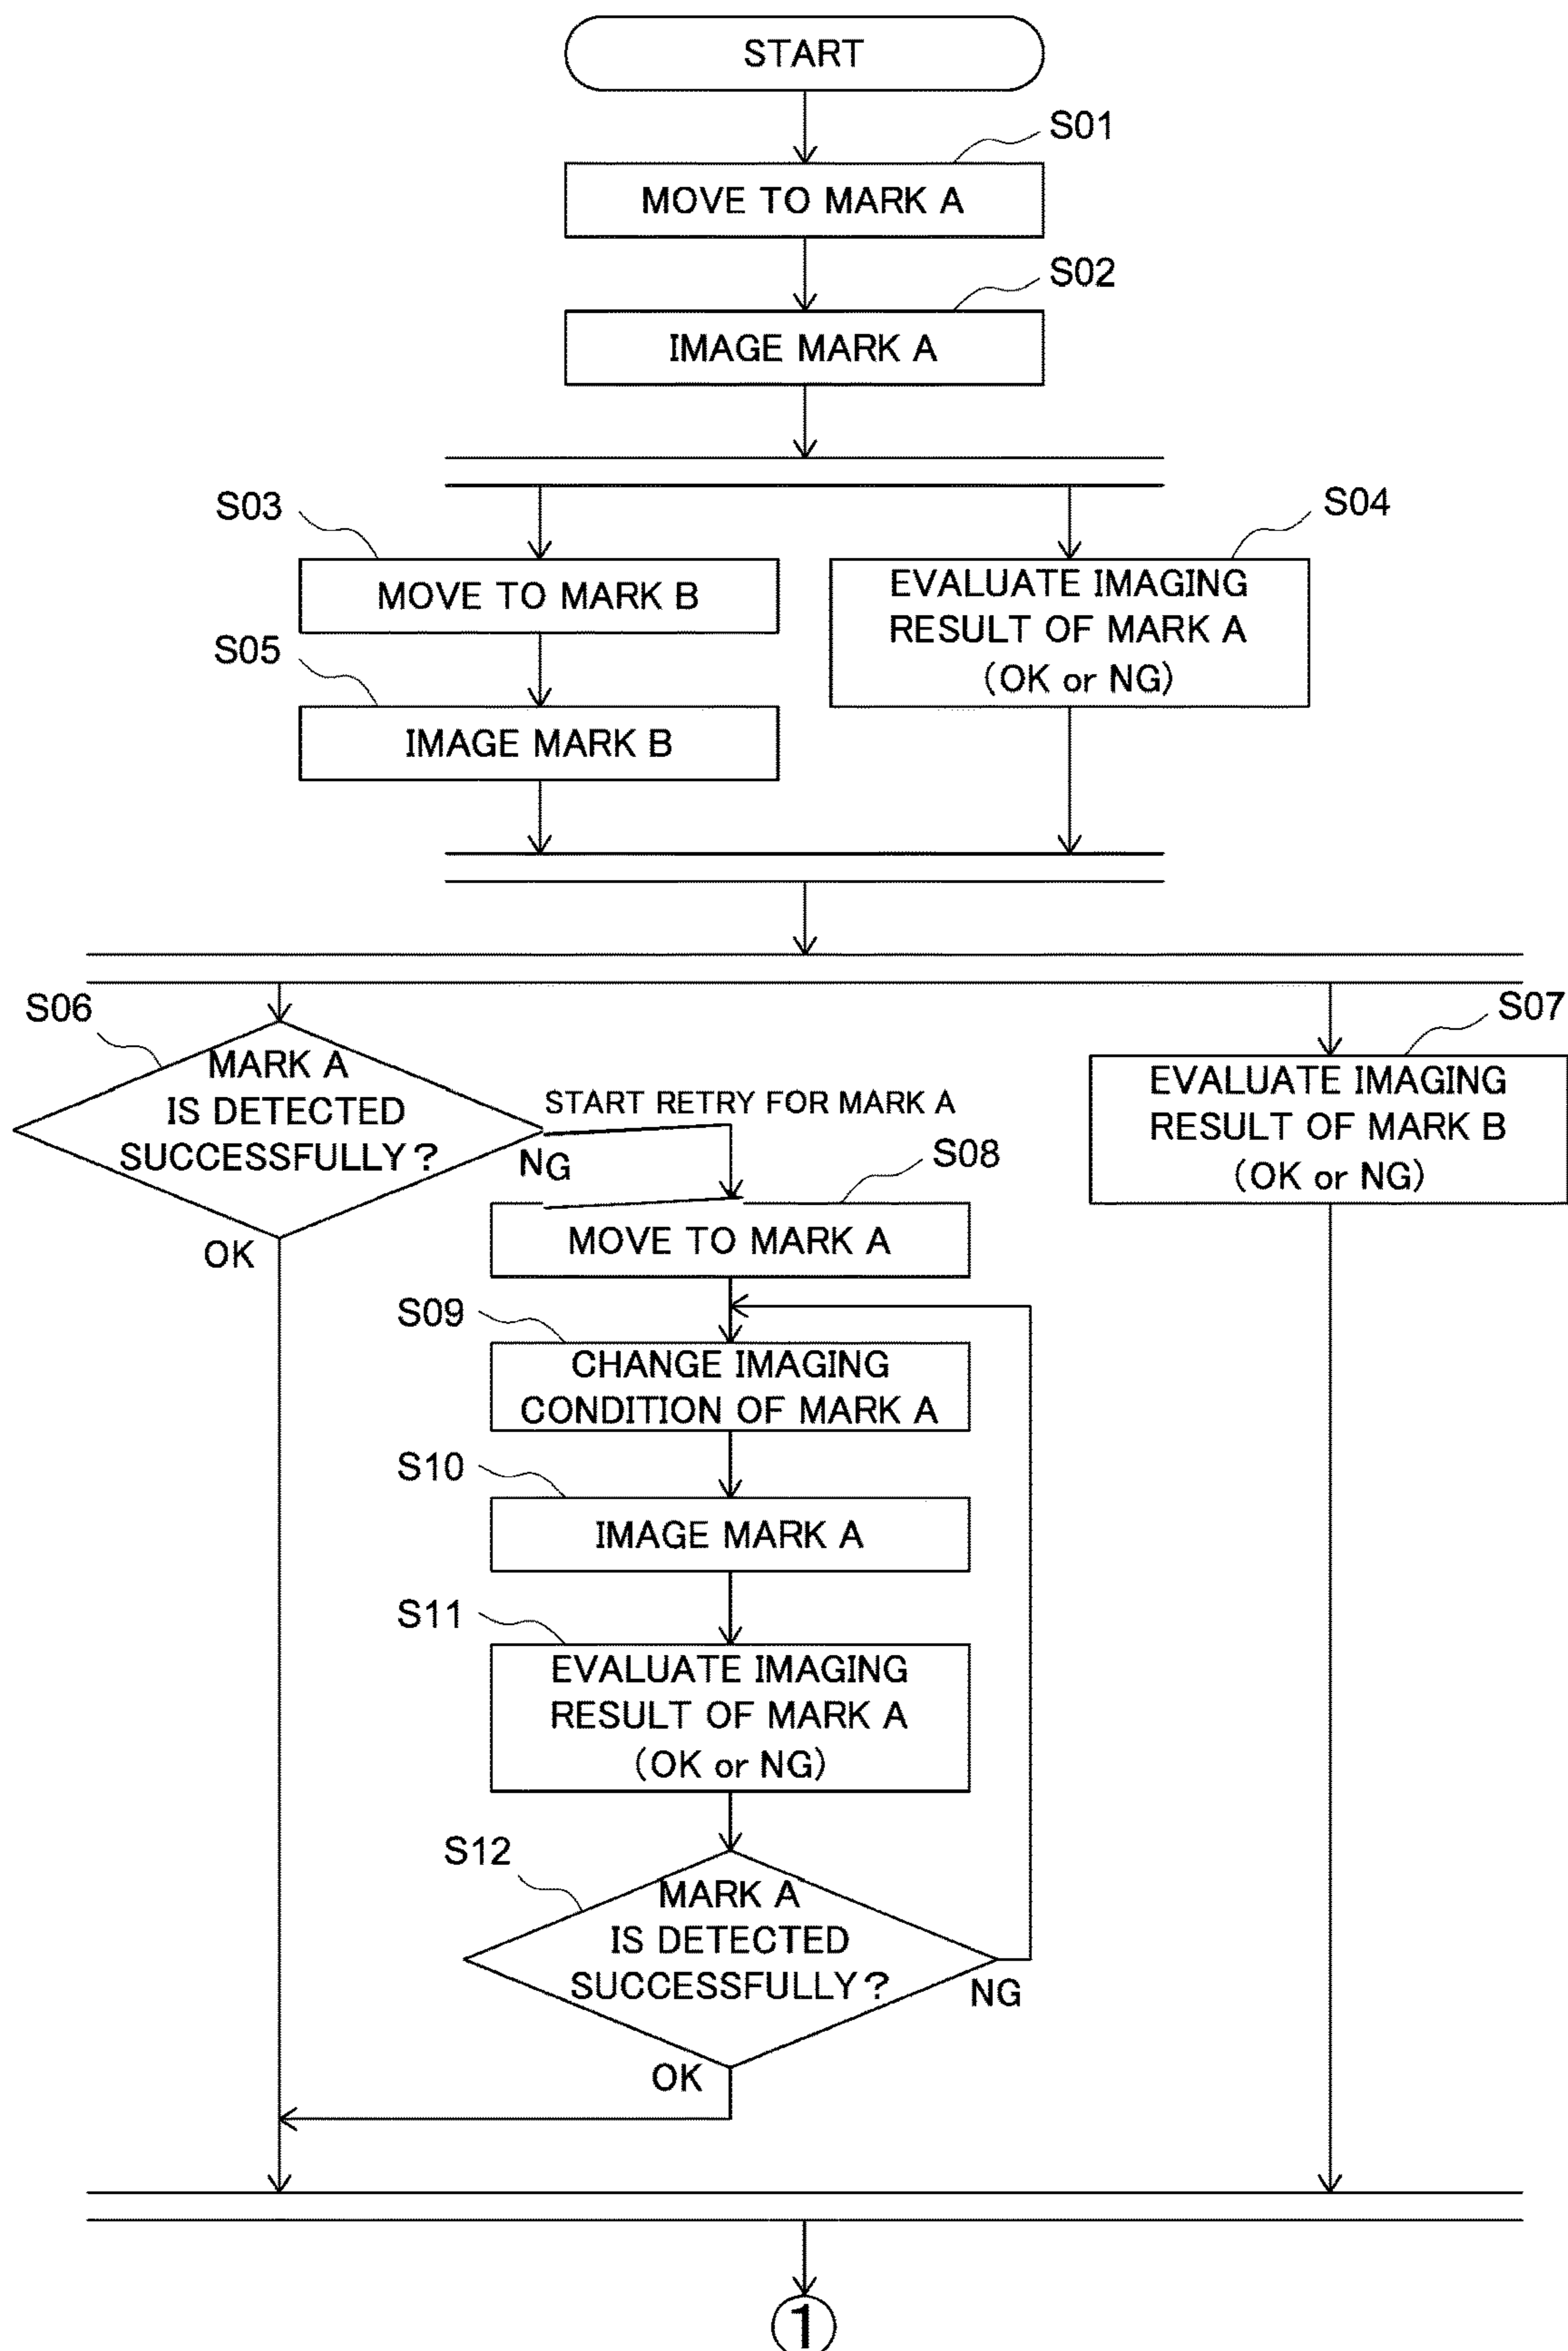 START
S01
MOVE TO MARK A
S02
IMAGE MARK A
S03
MOVE TO MARK B
S04
EVALUATE IMAGING
RESULT OF MARK A
(OK or NG)
S05
IMAGE MARK B
S06
MARK A
IS DETECTED
SUCCESSFULLY?
NG
OK
START RETRY FOR MARK A
S07
EVALUATE IMAGING
RESULT OF MARK B
(OK or NG)
S08
MOVE TO MARK A
S09
CHANGE IMAGING
CONDITION OF MARK A
S10
IMAGE MARK A
S11
EVALUATE IMAGING
RESULT OF MARK A
(OK or NG)
S12
MARK A
IS DETECTED
SUCCESSFULLY?
NG
OK
1